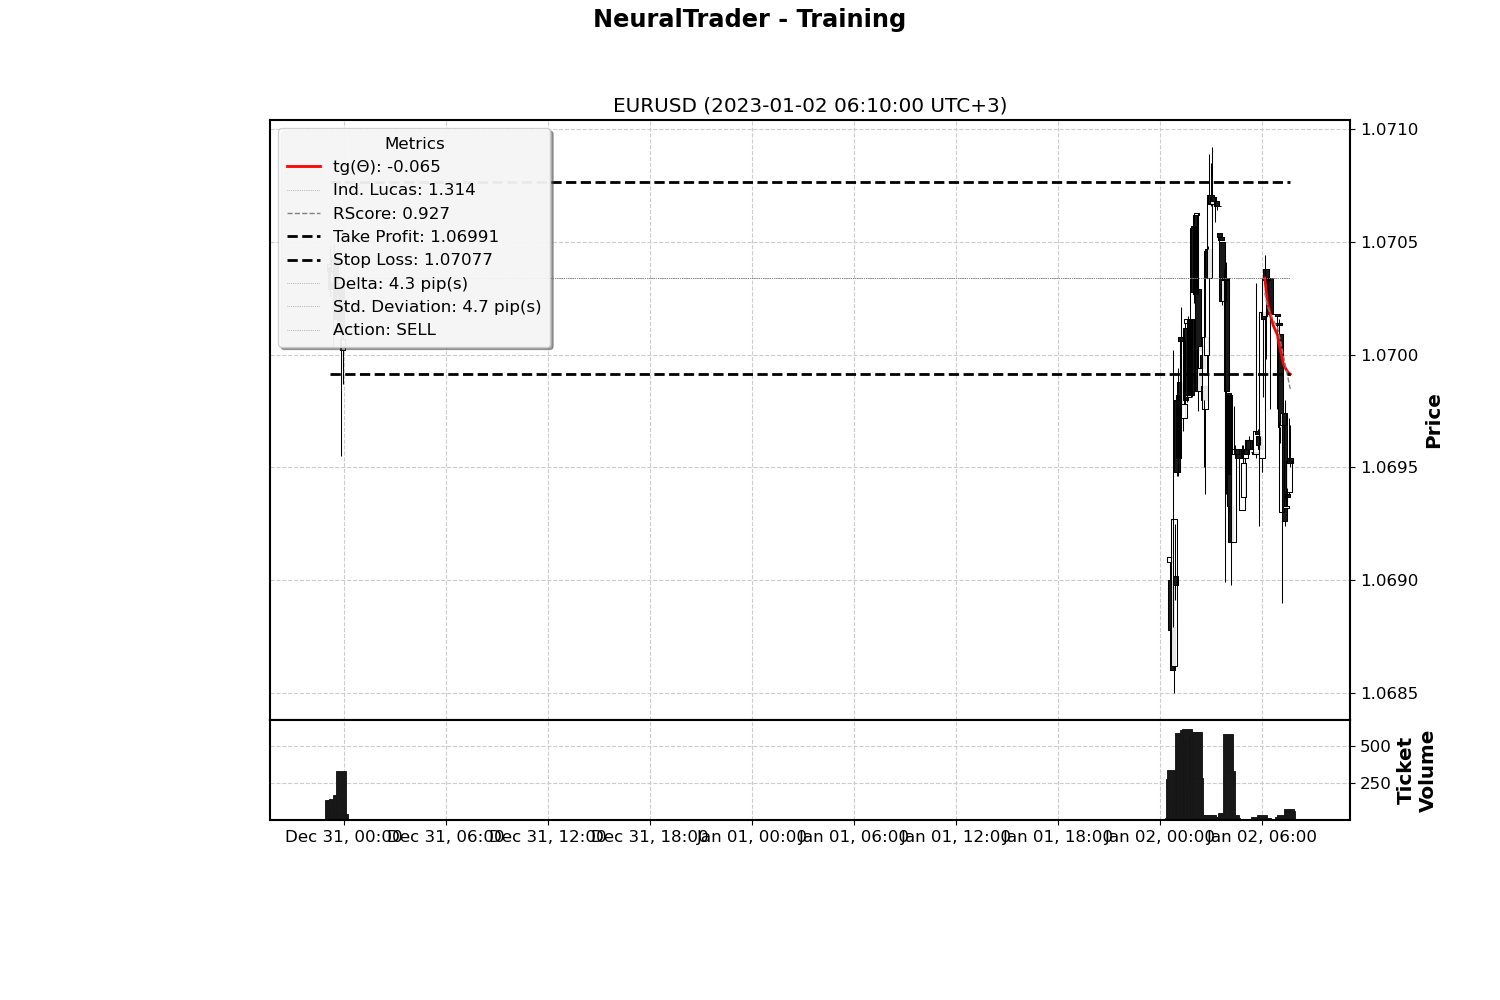 NeuralTrader - Training
EURUSD (2023-01-02 06:10:00 UTC+3)
Metrics
tg(Θ): -0.065
Ind. Lucas: 1.314
RScore: 0.927
Take Profit: 1.06991
Stop Loss: 1.07077
Delta: 4.3 pip(s)
Std. Deviation: 4.7 pip(s)
Action: SELL
1.0710
1.0705
1.0700
1.0695
1.0690
1.0685
Price
500
250
Ticket
Volume
Dec 31, 00:00
Dec 31, 06:00
Dec 31, 12:00
Dec 31, 18:00
Jan 01, 00:00
Jan 01, 06:00
Jan 01, 12:00
Jan 01, 18:00
Jan 02, 00:00
Jan 02, 06:00